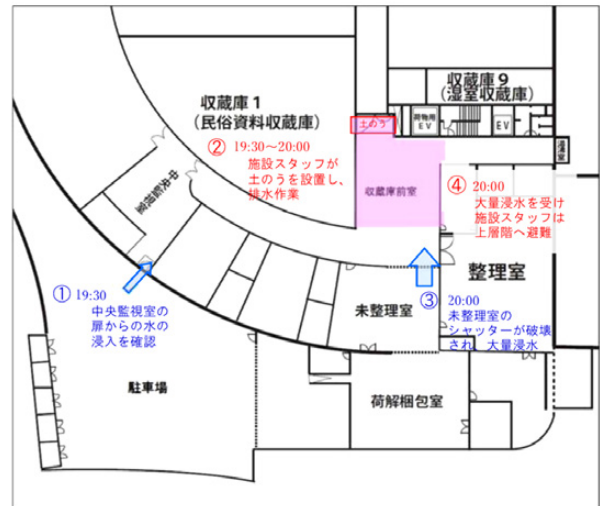 収蔵庫9
（湿室収蔵庫）
収蔵庫1
（民俗資料収蔵庫）
土のう
荷物用
EV
EV
② 19:30～20:00
施設スタッフが
土のうを設置し、
排水作業
中央監視室
収蔵庫前室
④ 20:00
大量浸水を受け
施設スタッフは
上層階へ避難
整理室
① 19:30
中央監視室の
扉からの水の
浸入を確認
未整理室
③ 20:00
未整理室の
シャッターが破壊
され 大量浸水
駐車場
荷解梱包室